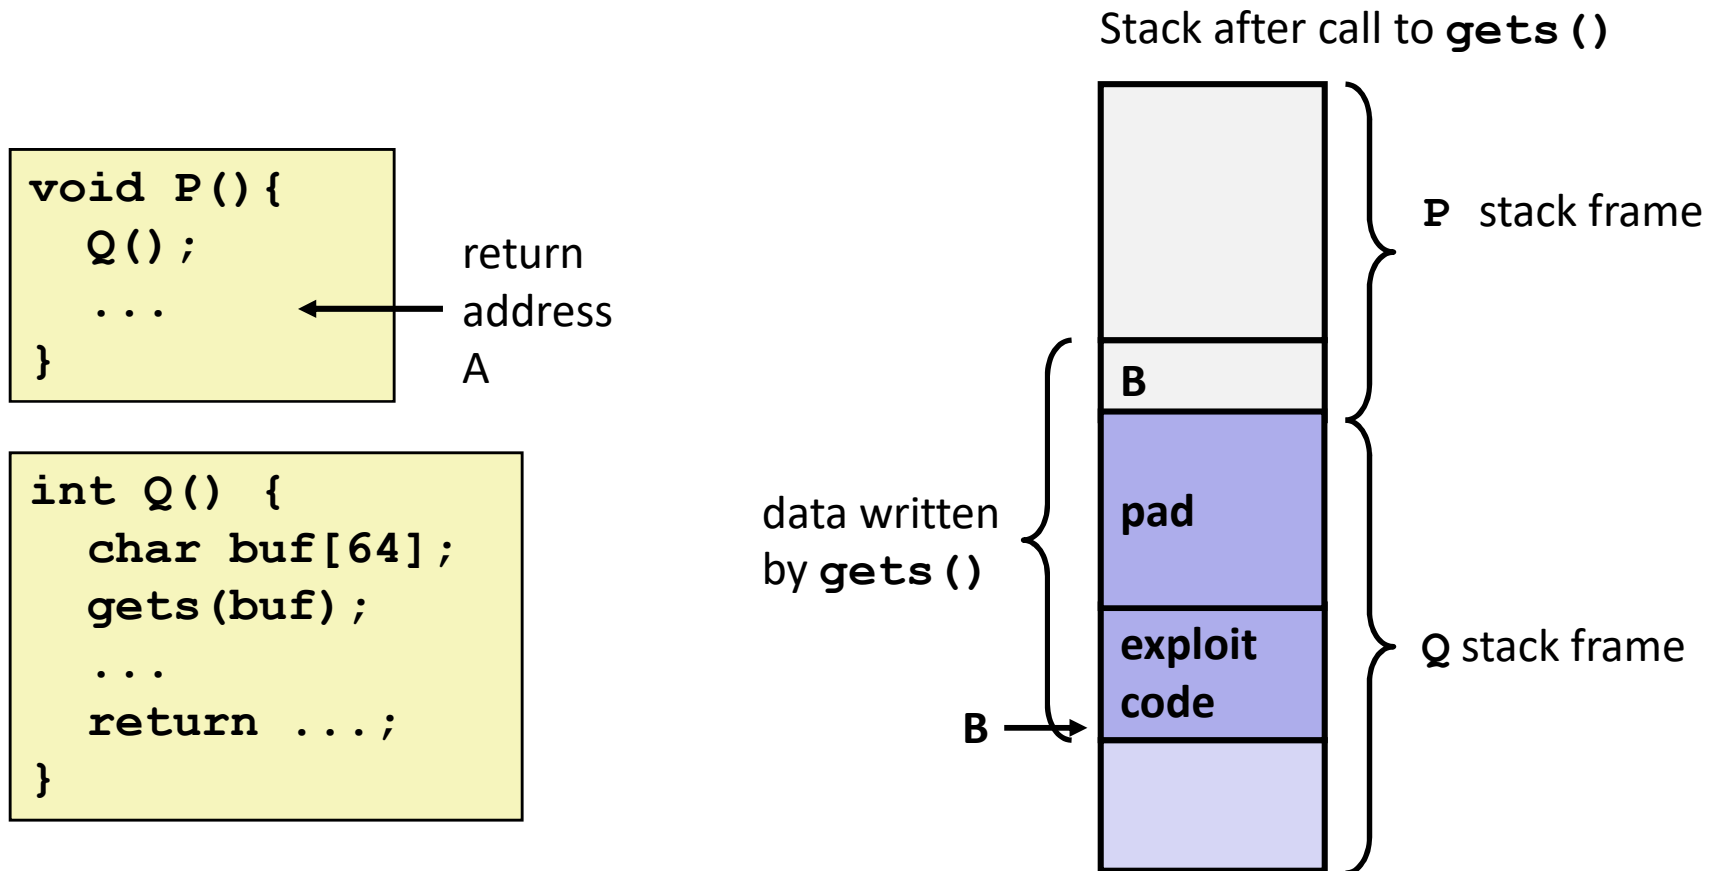 Stack after call to gets()
void P(){
  Q();
  ...
}
return
address
A
int Q() {
  char buf[64];
  gets(buf);
  ...
  return ...;
}
P stack frame
B
data written
by gets()
pad
exploit
code
B
Q stack frame